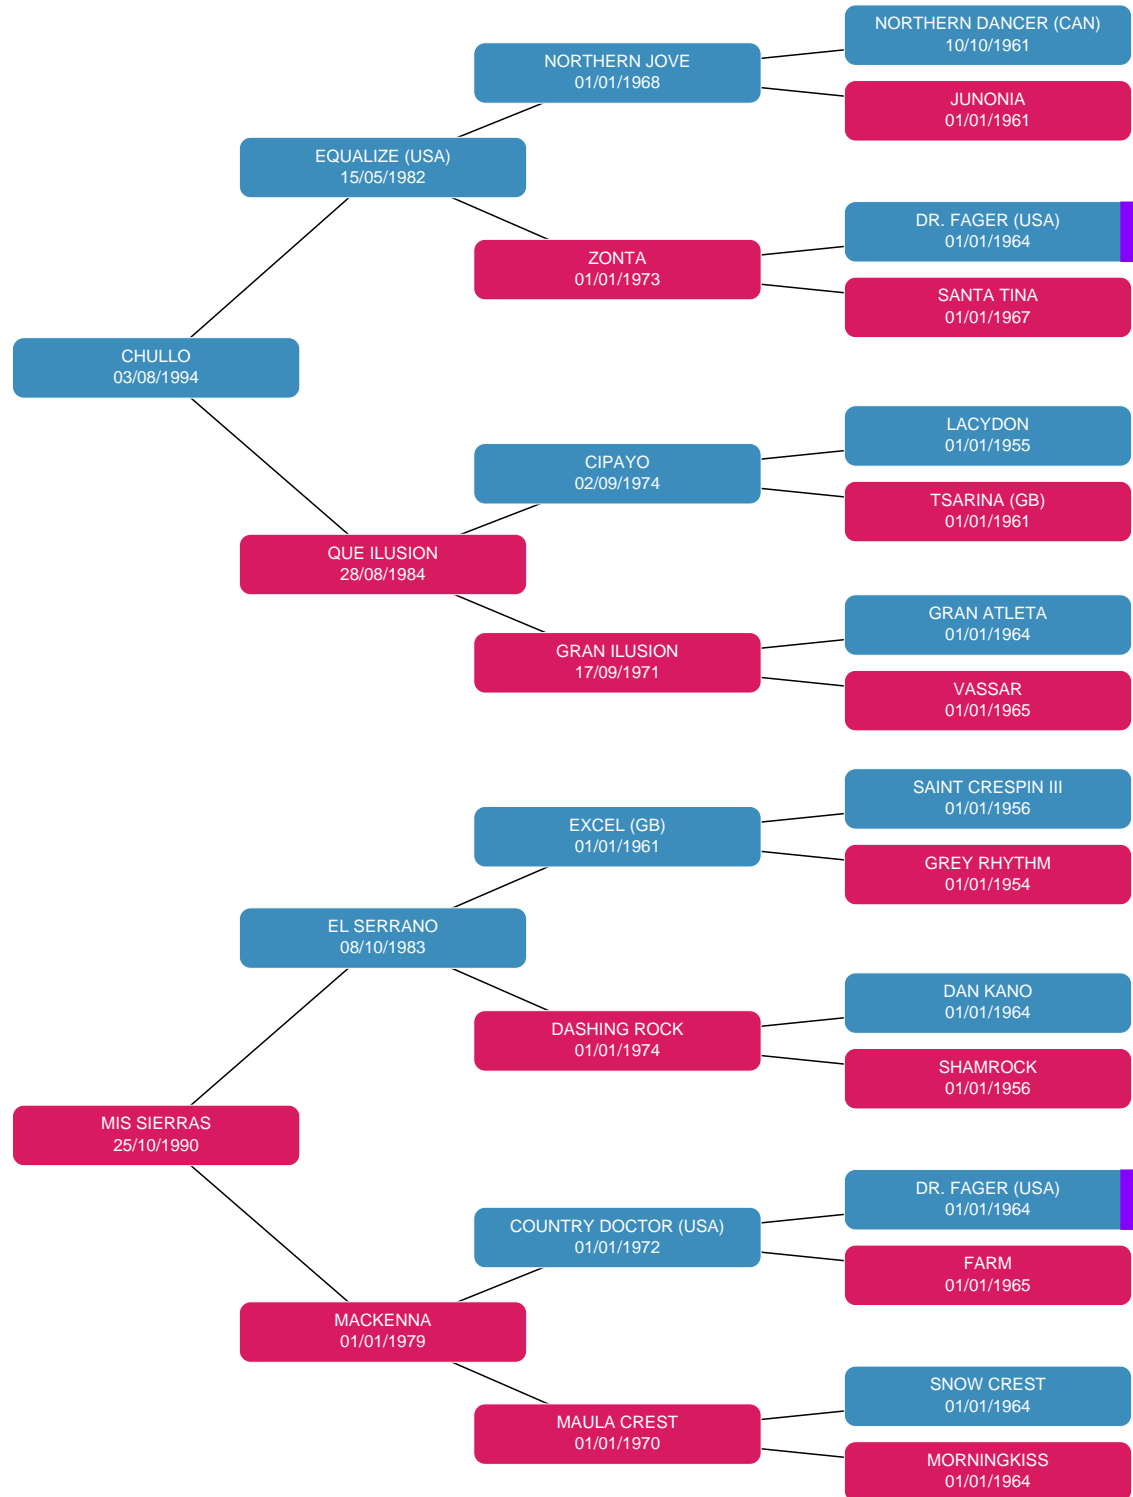 NORTHERN DANCER (CAN)
10/10/1961
NORTHERN JOVE
01/01/1968
JUNONIA
01/01/1961
EQUALIZE (USA)
15/05/1982
DR. FAGER (USA)
01/01/1964
ZONTA
01/01/1973
SANTA TINA
01/01/1967
CHULLO
03/08/1994
LACYDON
01/01/1955
CIPAYO
02/09/1974
TSARINA (GB)
01/01/1961
QUE ILUSION
28/08/1984
GRAN ATLETA
01/01/1964
GRAN ILUSION
17/09/1971
VASSAR
01/01/1965
SAINT CRESPIN III
01/01/1956
EXCEL (GB)
01/01/1961
GREY RHYTHM
01/01/1954
EL SERRANO
08/10/1983
DAN KANO
01/01/1964
DASHING ROCK
01/01/1974
SHAMROCK
01/01/1956
MIS SIERRAS
25/10/1990
DR. FAGER (USA)
01/01/1964
COUNTRY DOCTOR (USA)
01/01/1972
FARM
01/01/1965
MACKENNA
01/01/1979
SNOW CREST
01/01/1964
MAULA CREST
01/01/1970
MORNINGKISS
01/01/1964